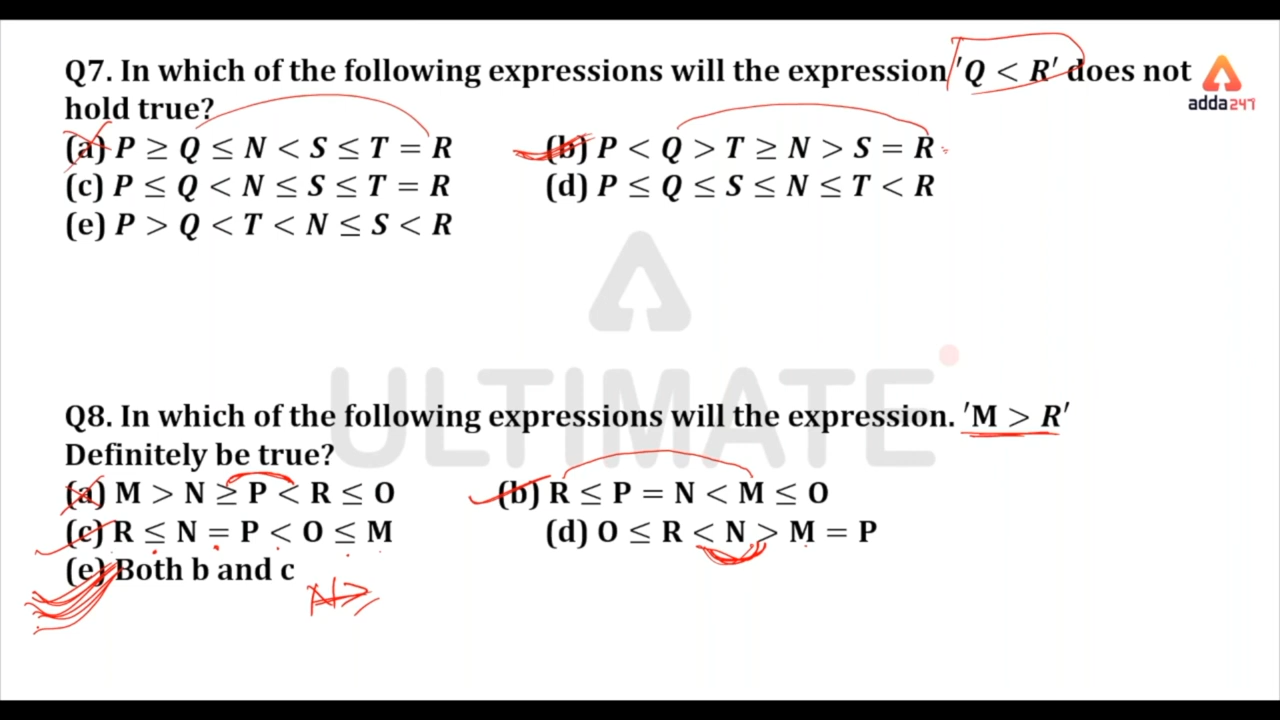 Q7. In which of the following expressions will the expression 'Q < R' does not
hold true?
adda247
(a) P ≥ Q ≤ N < S ≤ T = R (b) P < Q > T ≥ N > S = R
(c) P ≤ Q < N ≤ S ≤ T = R (d) P ≤ Q ≤ S ≤ N ≤ T < R
(e) P > Q < T < N ≤ S < R
ULTIMATE
Q8. In which of the following expressions will the expression. 'M > R'
Definitely be true?
(a) M > N ≥ P < R ≤ O (b) R ≤ P = N < M ≤ O
(c) R ≤ N = P < O ≤ M (d) O ≤ R < N > M = P
(e) Both b and c